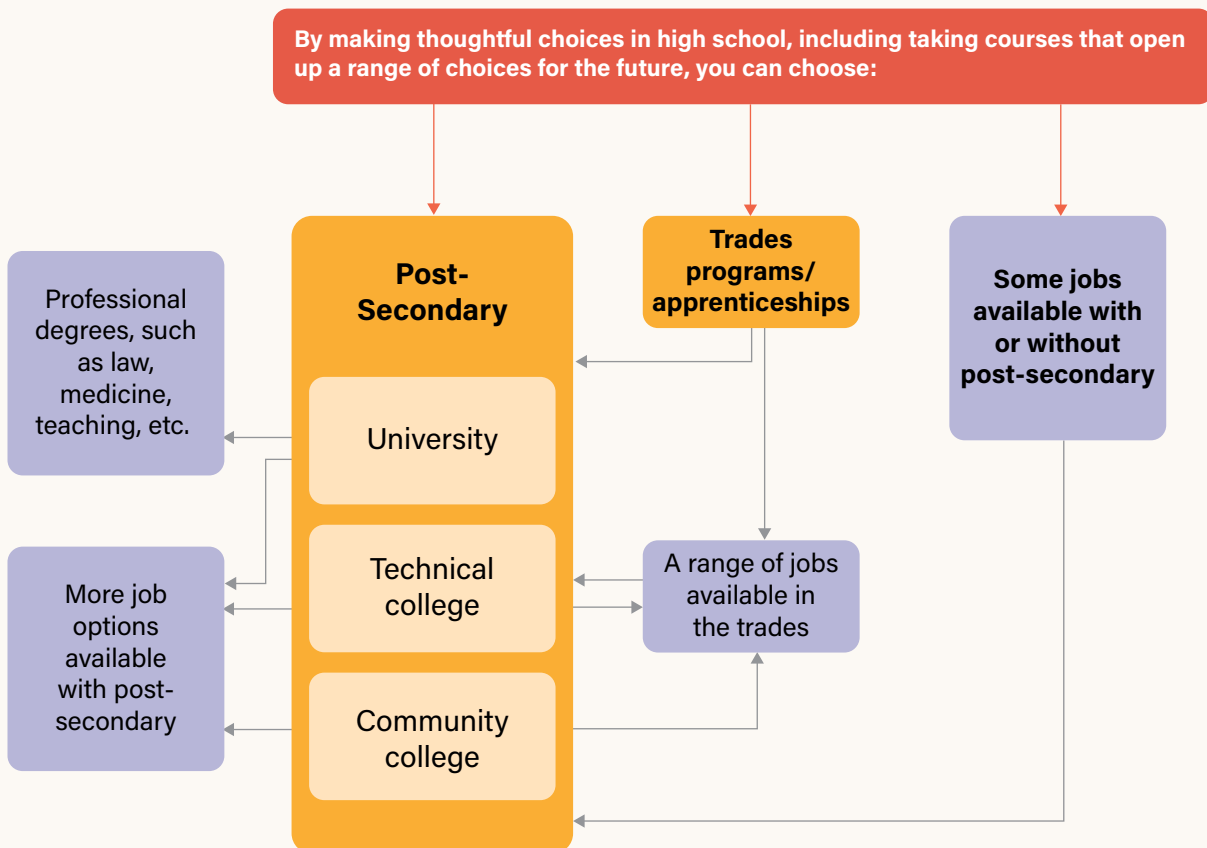 By making thoughtful choices in high school, including taking courses that open
up a range of choices for the future, you can choose:
Post-
Secondary
Trades
programs/
apprenticeships
Some jobs
available with
or without
post-secondary
Professional
degrees, such
as law,
medicine,
teaching, etc.
University
Technical
college
A range of jobs
available in
the trades
More job
options
available
with post-
secondary
Community
college